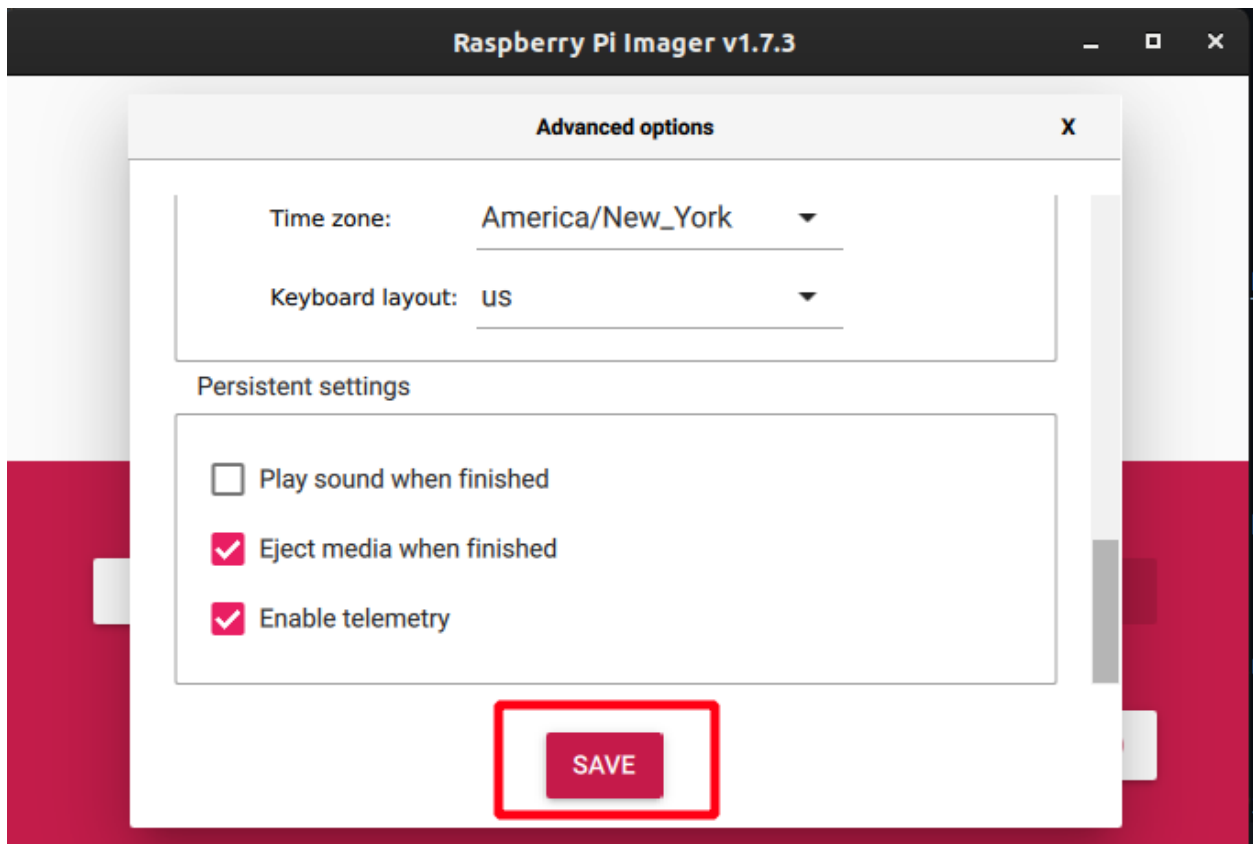 Raspberry Pi Imager v1.7.3
Advanced options
X
Time zone: America/New_York
Keyboard layout: us
Persistent settings
Play sound when finished
Eject media when finished
Enable telemetry
SAVE